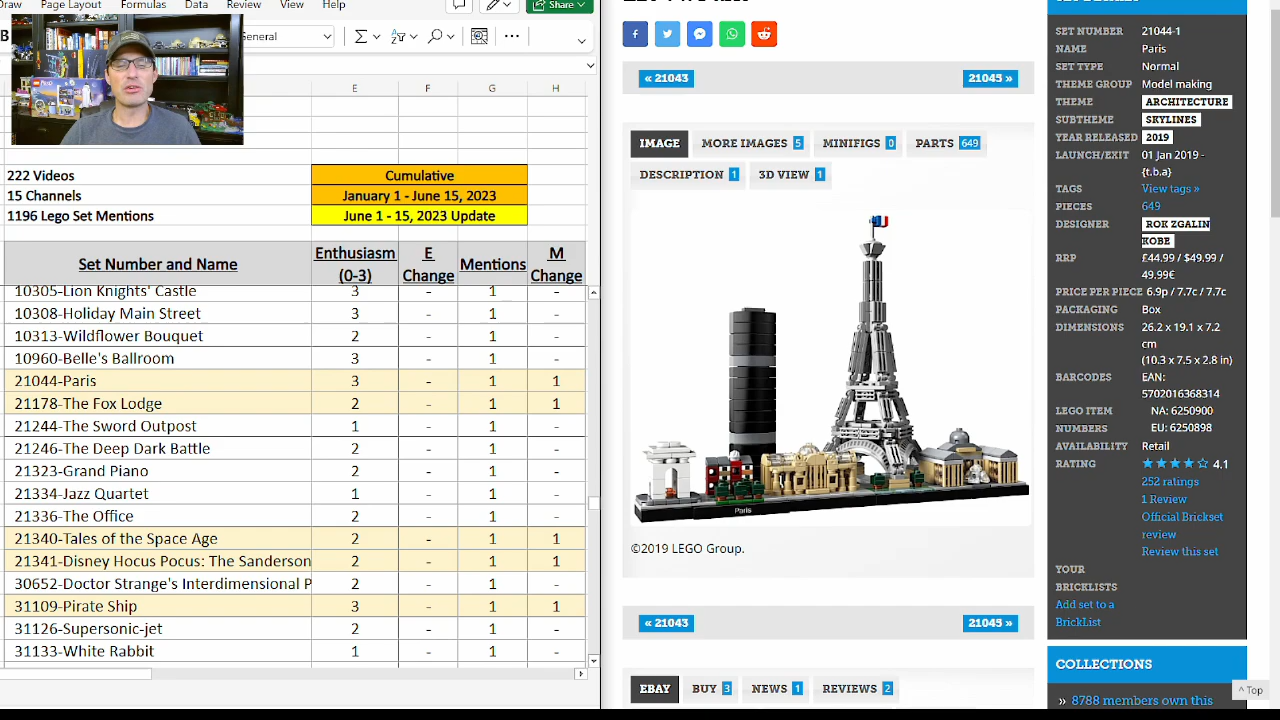 Draw Page Layout Formulas Data Review View Help
Share
General
E F G H
222 Videos Cumulative
15 Channels January 1 - June 15, 2023
1196 Lego Set Mentions June 1 - 15, 2023 Update
Set Number and Name Enthusiasm (0-3) E Change Mentions M Change
10305-Lion Knights' Castle 3 - 1 -
10308-Holiday Main Street 3 - 1 -
10313-Wildflower Bouquet 2 - 1 -
10960-Belle's Ballroom 3 - 1 -
21044-Paris 3 - 1 1
21178-The Fox Lodge 2 - 1 1
21244-The Sword Outpost 1 - 1 -
21246-The Deep Dark Battle 2 - 1 -
21323-Grand Piano 2 - 1 -
21334-Jazz Quartet 1 - 1 -
21336-The Office 2 - 1 -
21340-Tales of the Space Age 2 - 1 1
21341-Disney Hocus Pocus: The Sanderson 2 - 1 1
30652-Doctor Strange's Interdimensional P 2 - 1 -
31109-Pirate Ship 3 - 1 1
31126-Supersonic-jet 2 - 1 -
31133-White Rabbit 1 - 1 -
« 21043 21045 »
IMAGE MORE IMAGES 5 MINIFIGS 0 PARTS 649
DESCRIPTION 1 3D VIEW 1
Paris
©2019 LEGO Group.
« 21043 21045 »
EBAY BUY 3 NEWS 1 REVIEWS 2
SET NUMBER 21044-1
NAME Paris
SET TYPE Normal
THEME GROUP Model making
THEME ARCHITECTURE
SUBTHEME SKYLINES
YEAR RELEASED 2019
LAUNCH/EXIT 01 Jan 2019 -
{t.b.a}
TAGS View tags »
PIECES 649
DESIGNER ROK ZGALIN
KOBE
RRP £44.99 / $49.99 /
49.99€
PRICE PER PIECE 6.9p / 7.7c / 7.7c
PACKAGING Box
DIMENSIONS 26.2 x 19.1 x 7.2
cm
(10.3 x 7.5 x 2.8 in)
BARCODES EAN:
5702016368314
LEGO ITEM NA: 6250900
NUMBERS EU: 6250898
AVAILABILITY Retail
RATING 4.1
252 ratings
1 Review
Official Brickset
review
Review this set
YOUR
BRICKLISTS
Add set to a
BrickList
COLLECTIONS
» 8788 members own this
^ Top